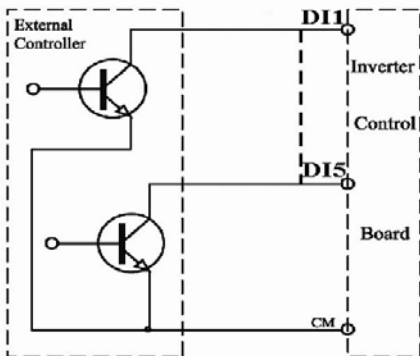 External
Controller
DI1
Inverter
Control
DI5
Board
CM